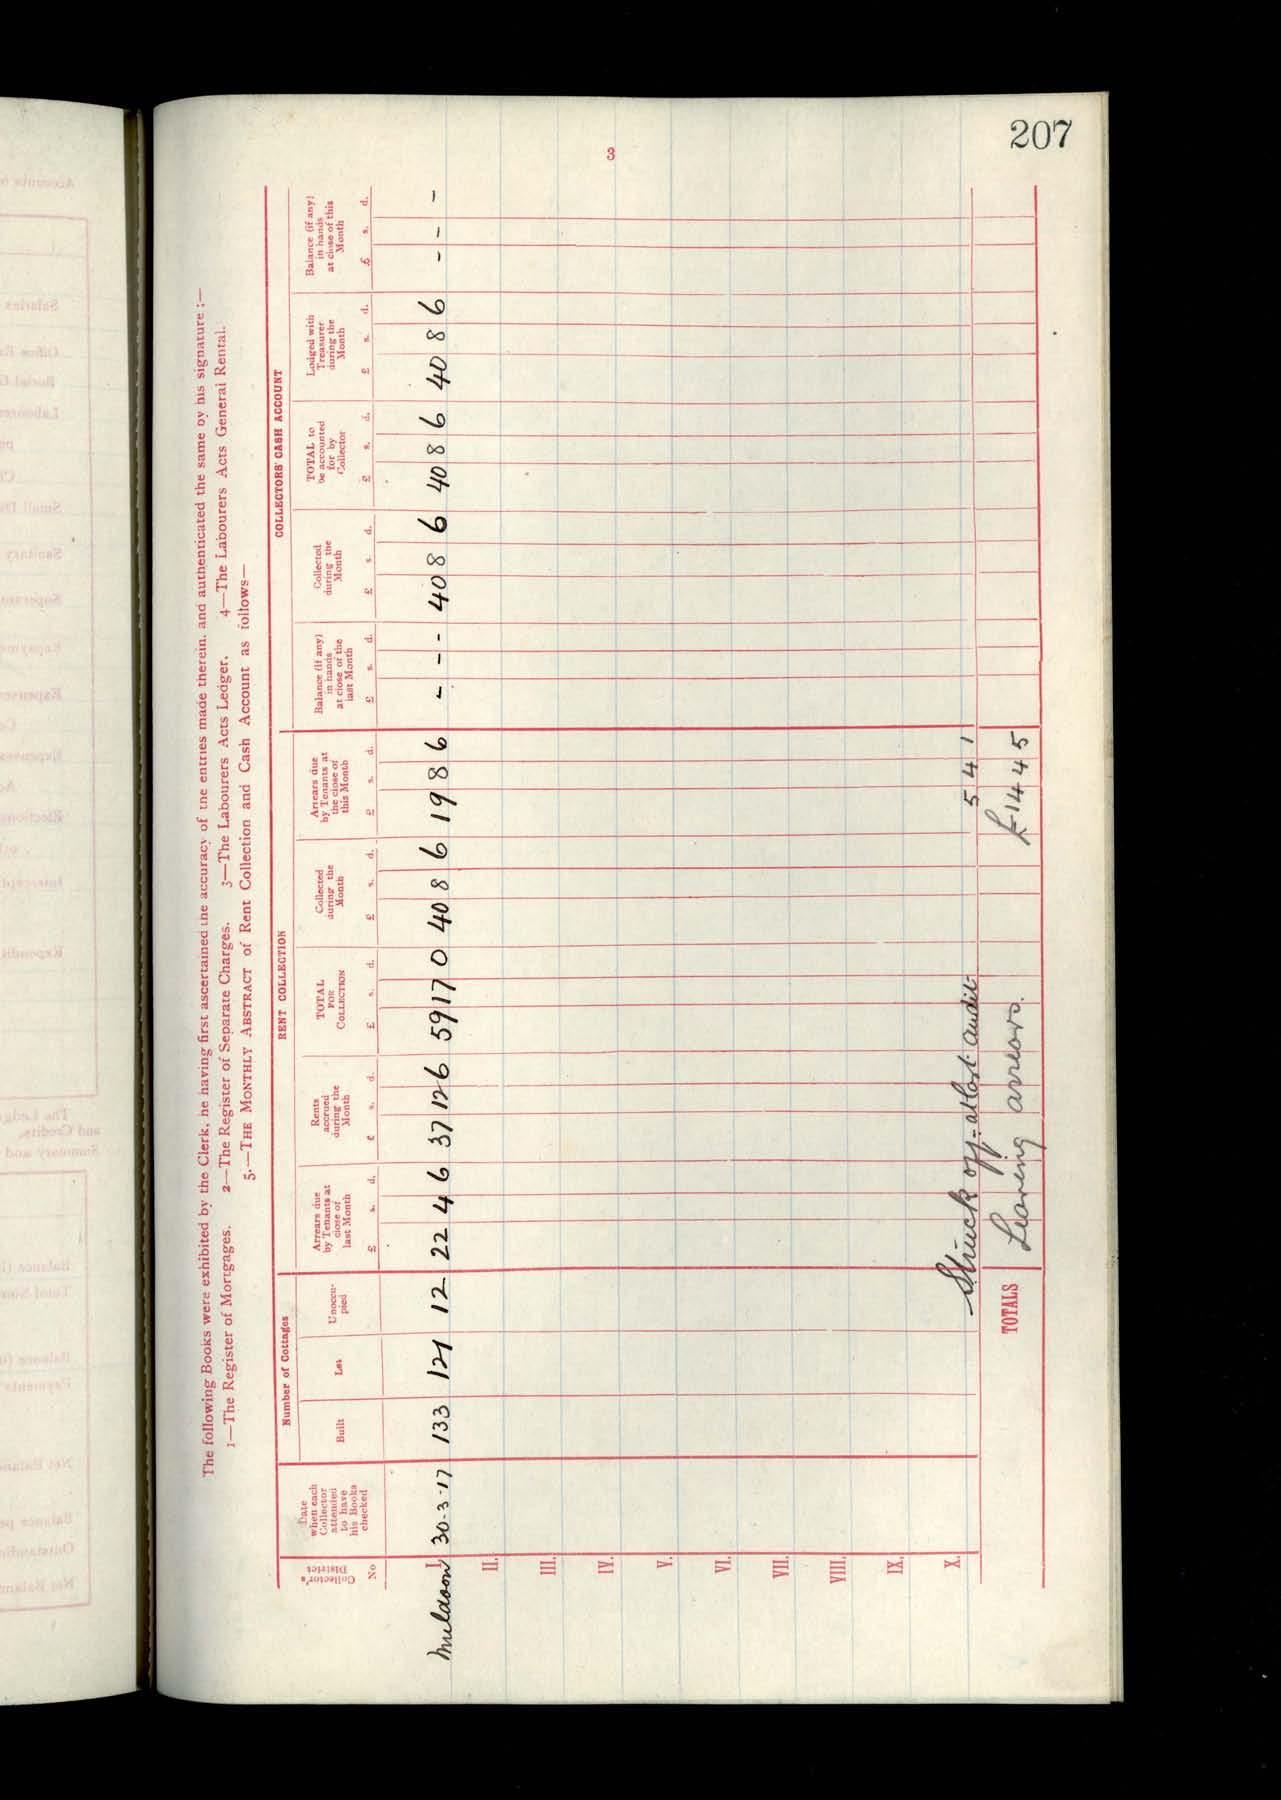 207
3
The following Books were exhibited by the Clerk, he having first ascertained the accuracy of the entries made therein, and authenticated the same by his signature :—
1—The Register of Mortgages. 2—The Register of Separate Charges. 3—The Labourers Acts Ledger. 4—The Labourers Acts General Rental.
5.—THE MONTHLY ABSTRACT of Rent Collection and Cash Account as follows—
Collector's District No
Date when each Collector attended to have his Books checked
Number of Cottages
Built
Let
Unoccupied
RENT COLLECTION
Arrears due by Tenants at close of last Month
Rents accrued during the Month
TOTAL FOR COLLECTION
Collected during the Month
Arrears due by Tenants at the close of this Month
COLLECTORS' CASH ACCOUNT
Balance (if any) in hands at close of the last Month
Collected during the Month
TOTAL to be accounted for by Collector
Lodged with Treasurer during the Month
Balance (if any) in hands at close of this Month
£ s. d. £ s. d. £ s. d. £ s. d. £ s. d. £ s. d. £ s. d. £ s. d. £ s. d. £ s. d.
Muldoon I. 30-3-17 133 121 12 22 4 6 37 12 6 59 17 0 40 8 6 19 8 6 - - - 40 8 6 40 8 6 40 8 6 - - -
II.
III.
IV.
V.
VI.
VII.
VIII.
IX.
X. Struck off - at last audit 5 4 1
TOTALS Leaving arrears. £14 4 5